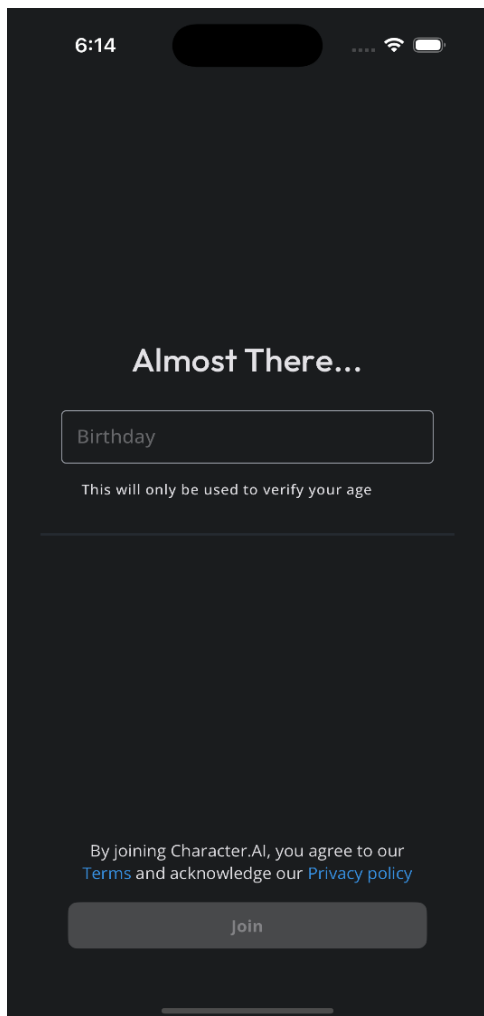 6:14
Almost There...
Birthday
This will only be used to verify your age
By joining Character.AI, you agree to our
Terms and acknowledge our Privacy policy
Join